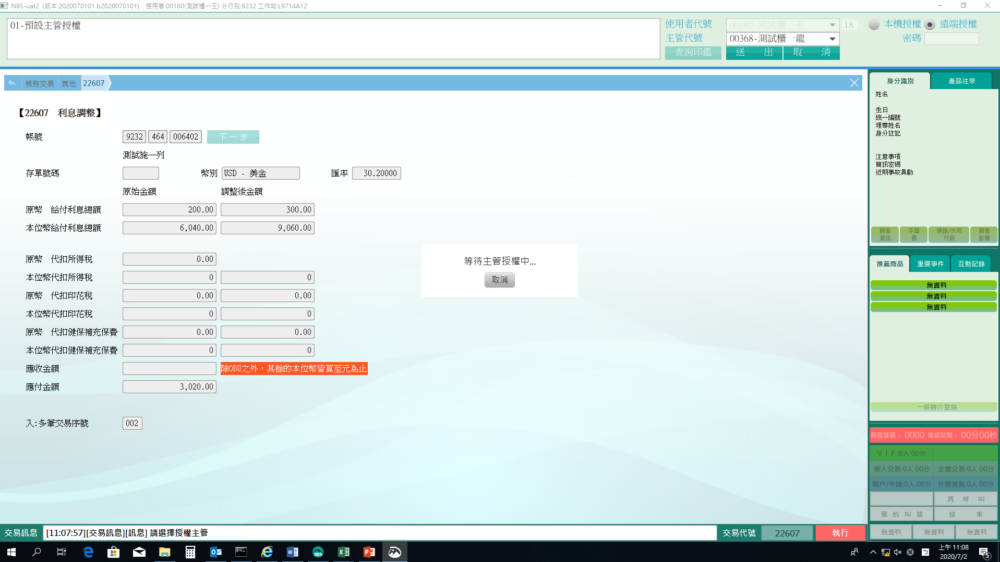 NBS-uat2 (版本:2020070101.b2020070101) 使用者:00180(測試櫃一王) 分行別:9232 工作站:L9714A12
01-預設主管授權
使用者代號 00180-測試櫃一王 18 本機授權 遠端授權
主管代號 00368-測試櫃一龍 密碼
查詢印鑑 送 出 取 消
帳務交易 其他 22607
【22607 利息調整】
帳號 9232 464 006402 下一步
測試施一列
存單號碼 幣別 USD - 美金 匯率 30.20000
原始金額 調整後金額
原幣 給付利息總額 200.00 300.00
本位幣給付利息總額 6,040.00 9,060.00
原幣 代扣所得稅 0.00
本位幣代扣所得稅 0 0
原幣 代扣印花稅 0.00 0.00
本位幣代扣印花稅 0 0
原幣 代扣健保補充保費 0.00 0.00
本位幣代扣健保補充保費 0 0
應收金額 除OBU之外，其餘的本位幣皆算至元為止
應付金額 3,020.00
入:多筆交易序號 002
等待主管授權中...
取消
身分識別 產品往來
姓名
生日
統一編號
理專姓名
身分註記
注意事項
簡訊密碼
近期事故異動
顧客資訊 手續費 通路/共同行銷 顧客影像
推薦商品 重要事件 互動記錄
無資料
無資料
無資料
一般轉介登錄
服務號碼： 0000 等候時間： 00分00秒
ＶＩＰ:0人 00分
個人交易:0人 00分 企業交易:0人 00分
開戶/申請:0人 00分 外匯業務:0人 00分
再 呼 叫
預 約 叫 號 結 束
無資料 無資料 無資料
交易訊息 [11:07:57][交易訊息][訊息] 請選擇授權主管 交易代號 22607 執行
上午 11:08
2020/7/2
5